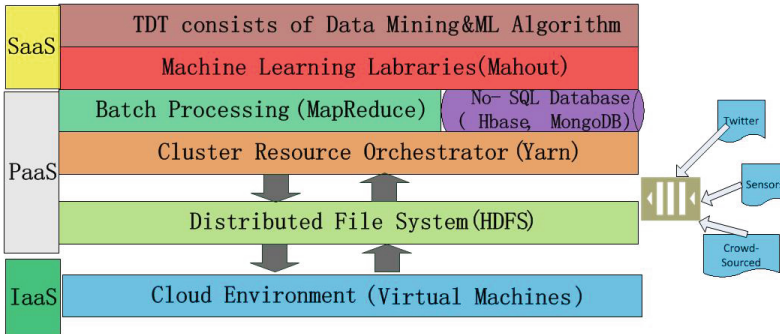 SaaS
TDT consists of Data Mining&ML Algorithm
Machine Learning Labraries(Mahout)
PaaS
Batch Processing (MapReduce)
No- SQL Database
( Hbase, MongoDB)
Cluster Resource Orchestrator(Yarn)
Distributed File System(HDFS)
IaaS
Cloud Environment (Virtual Machines)
Twitter
Sensor
Crowd-
Sourced